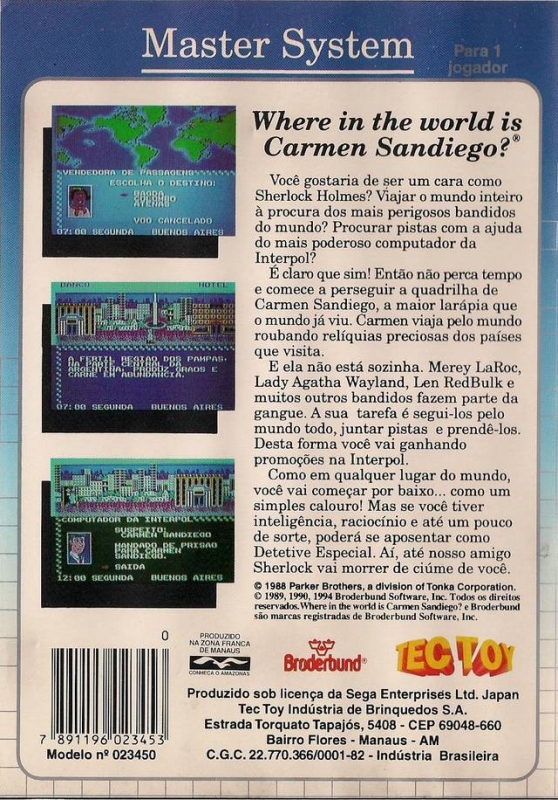 Master System
Para 1
jogador
Where in the world is
Carmen Sandiego?®
VENDEDORA DE PASSAGENS
ESCOLHA O DESTINO:
VOO CANCELADO
07:00 SEGUNDA BUENOS AIRES
Você gostaria de ser um cara como
Sherlock Holmes? Viajar o mundo inteiro
à procura dos mais perigosos bandidos
do mundo? Procurar pistas com a ajuda
do mais poderoso computador da
Interpol?
É claro que sim! Então não perca tempo
e comece a perseguir a quadrilha de
Carmen Sandiego, a maior larápia que
o mundo já viu. Carmen viaja pelo mundo
roubando relíquias preciosas dos países
que visita.
E ela não está sozinha. Merey LaRoc,
Lady Agatha Wayland, Len RedBulk e
muitos outros bandidos fazem parte da
gangue. A sua tarefa é segui-los pelo
mundo todo, juntar pistas e prendê-los.
Desta forma você vai ganhando
promoções na Interpol.
Como em qualquer lugar do mundo,
você vai começar por baixo... como um
simples calouro! Mas se você tiver
inteligência, raciocínio e até um pouco
de sorte, poderá se aposentar como
Detetive Especial. Aí, até nosso amigo
Sherlock vai morrer de ciúme de você.
BANCO HOTEL
A FERTIL REGIAO DOS PAMPAS,
NA PARTE CENTRAL DA
ARGENTINA, PRODUZ GRAOS E
CARNE EM ABUNDANCIA.
07:00 SEGUNDA BUENOS AIRES
COMPUTADOR DA INTERPOL
SUSPEITO:
CARMEN SANDIEGO
MANDADO DE PRISAO
PARA CARMEN
SANDIEGO.
SAIDA
12:00 SEGUNDA BUENOS AIRES
© 1988 Parker Brothers, a division of Tonka Corporation.
© 1989, 1990, 1994 Broderbund Software, Inc. Todos os direitos
reservados. Where in the world is Carmen Sandiego? e Broderbund
são marcas registradas de Broderbund Software, Inc.
0
PRODUZIDO
NA ZONA FRANCA
DE MANAUS
CONHEÇA O AMAZONAS
Brøderbund®
TEC TOY
7 891196 023453
Modelo nº 023450
Produzido sob licença da Sega Enterprises Ltd. Japan
Tec Toy Indústria de Brinquedos S.A.
Estrada Torquato Tapajós, 5408 - CEP 69048-660
Bairro Flores - Manaus - AM
C.G.C. 22.770.366/0001-82 - Indústria Brasileira